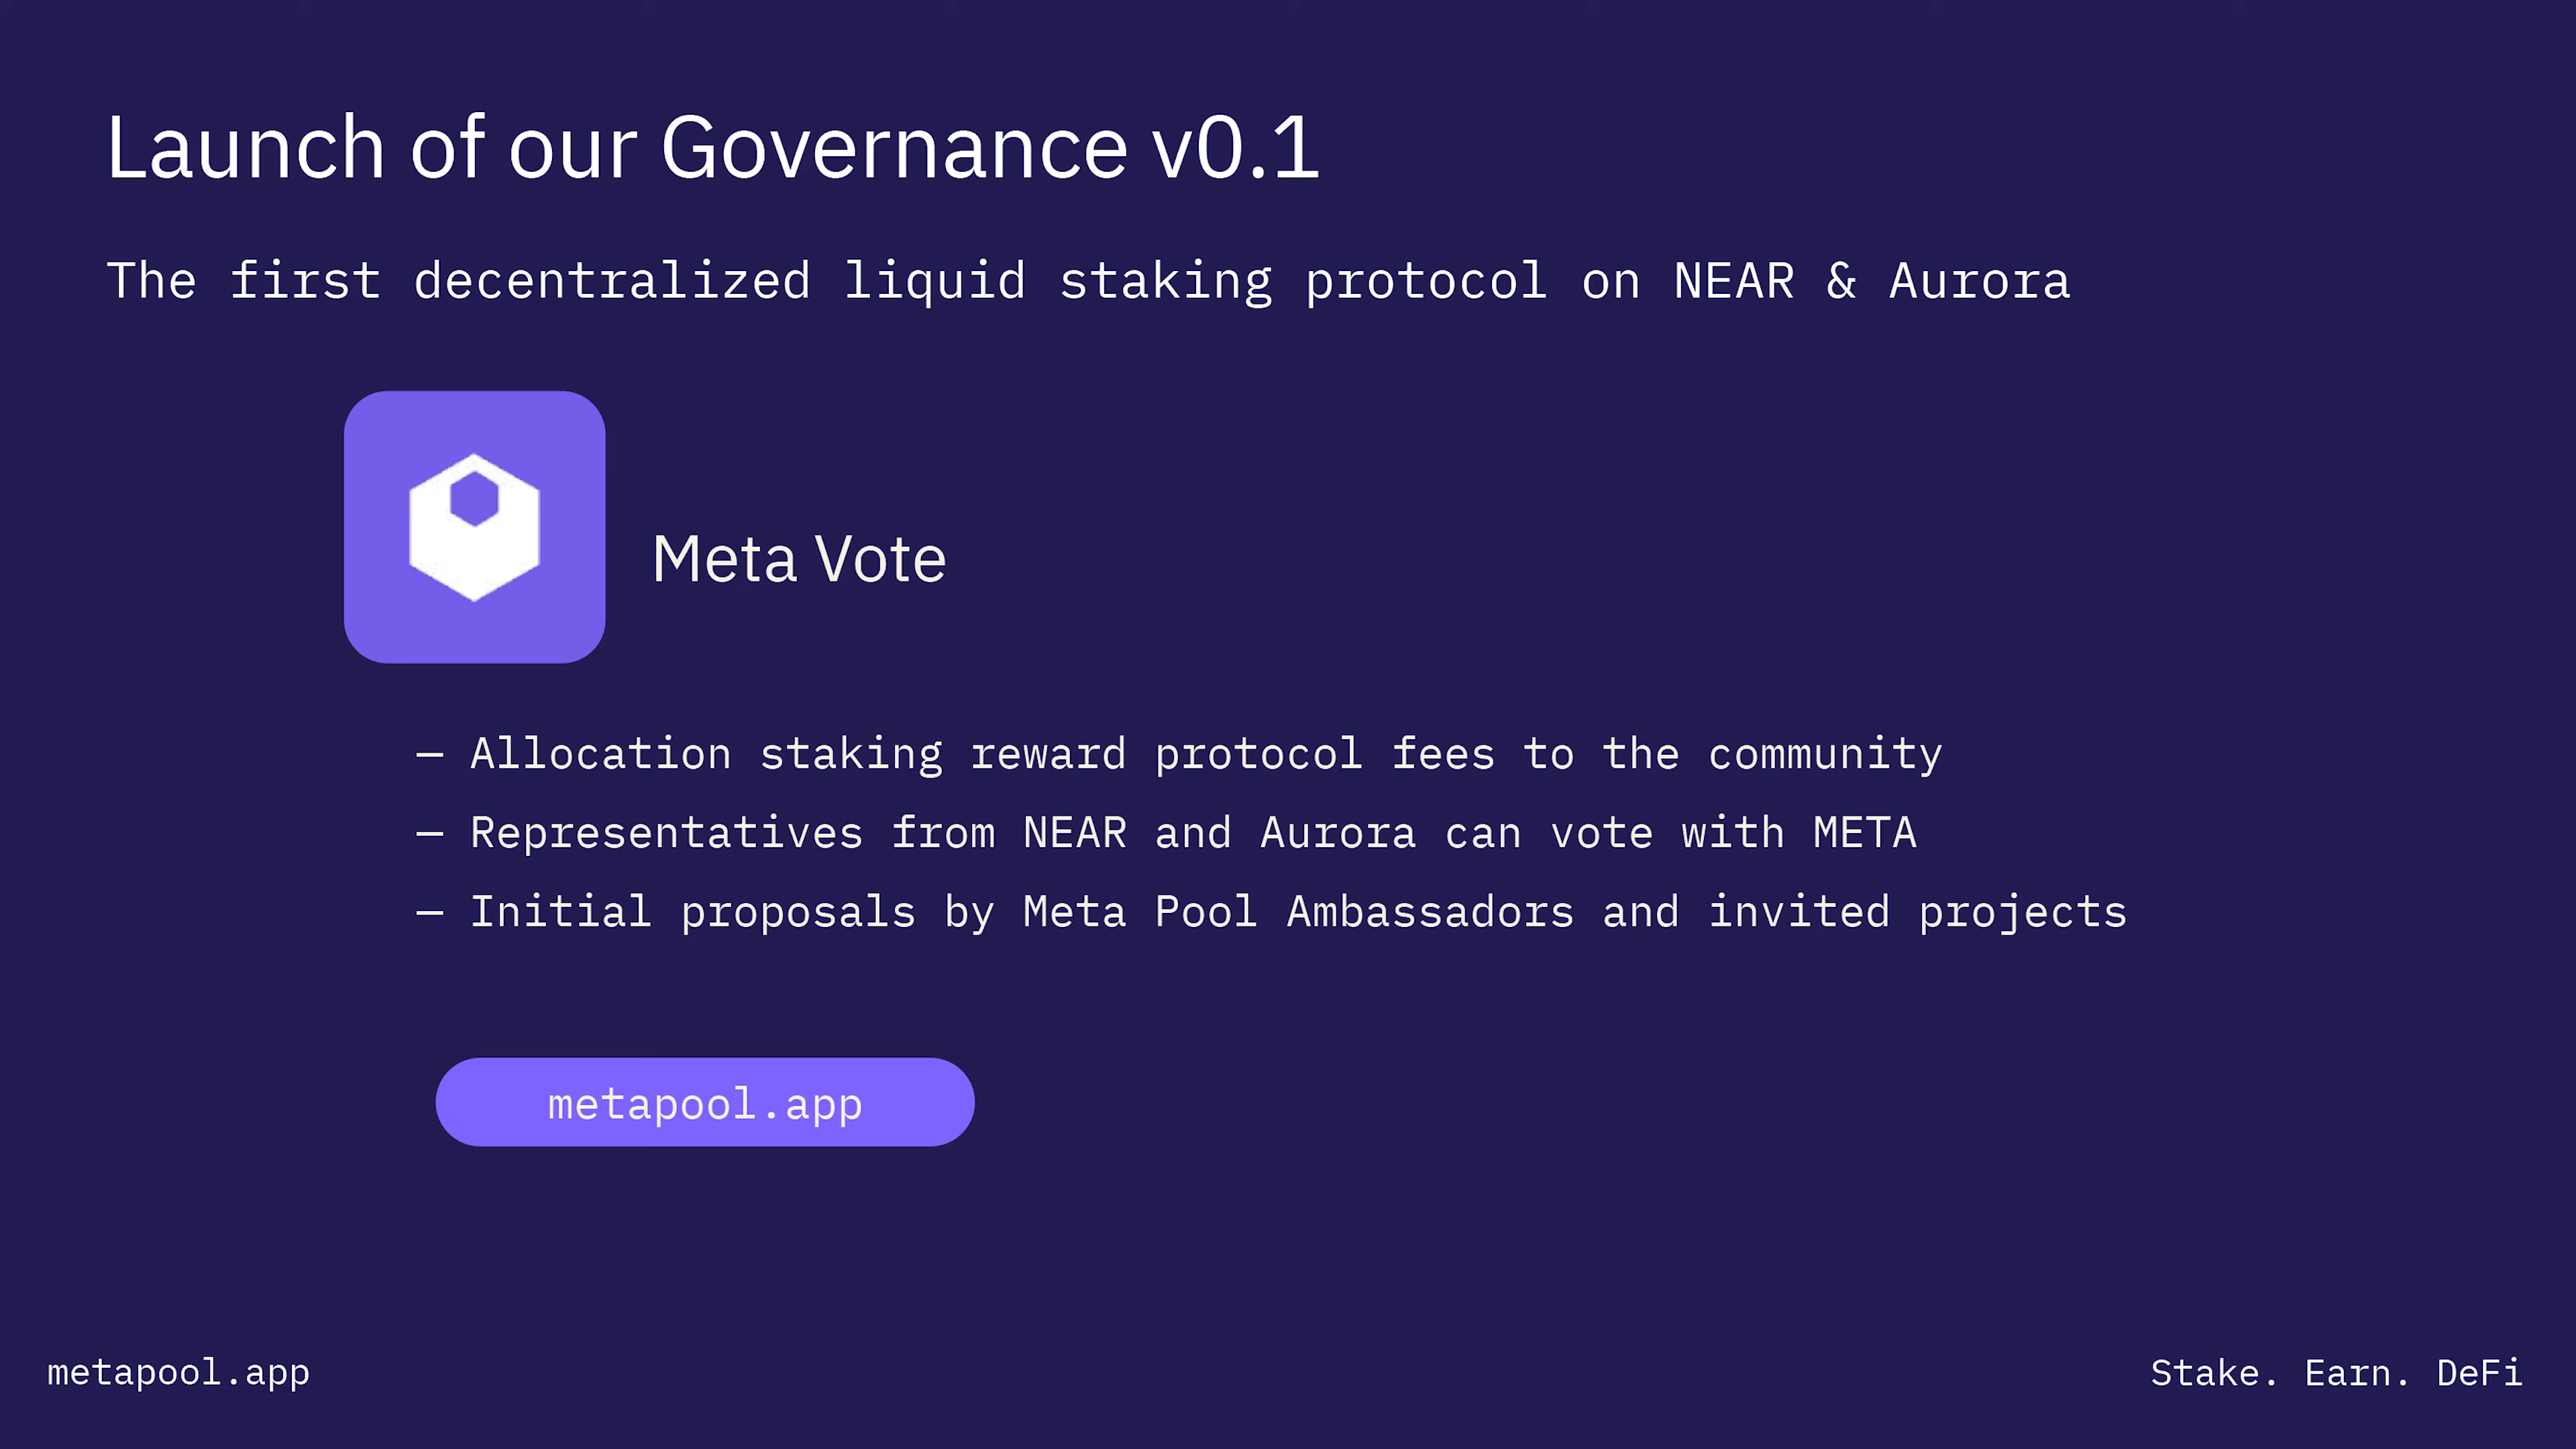 Launch of our Governance v0.1
The first decentralized liquid staking protocol on NEAR & Aurora
Meta Vote
— Allocation staking reward protocol fees to the community
— Representatives from NEAR and Aurora can vote with META
— Initial proposals by Meta Pool Ambassadors and invited projects
metapool.app
metapool.app
Stake. Earn. DeFi